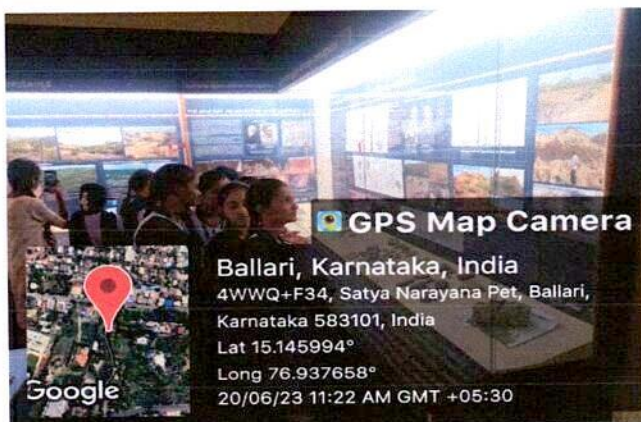 GPS Map Camera
Ballari, Karnataka, India
4WWQ+F34, Satya Narayana Pet, Ballari,
Karnataka 583101, India
Lat 15.145994°
Long 76.937658°
20/06/23 11:22 AM GMT +05:30
Google